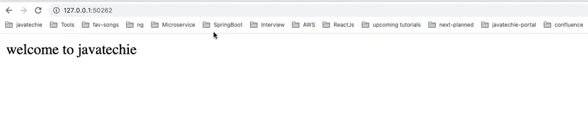 127.0.0.1:50262
javatechie Tools fav-songs ng Microservice SpringBoot Interview AWS ReactJs upcoming tutorials next-planned javatechie-portal confluence
welcome to javatechie